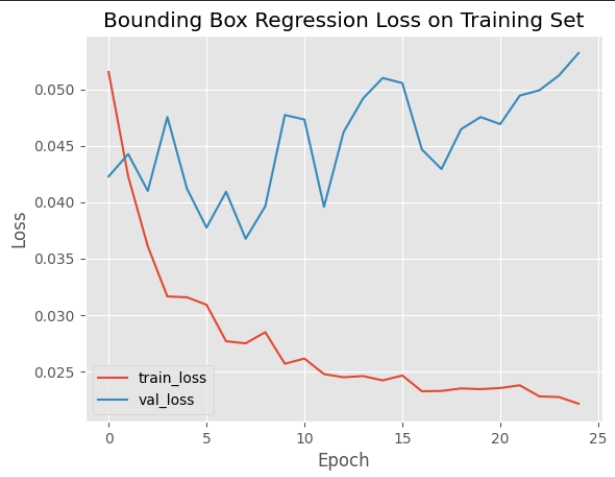 Bounding Box Regression Loss on Training Set
0.050
0.045
0.040
0.035
0.030
0.025
Loss
train_loss
val_loss
0 5 10 15 20 25
Epoch